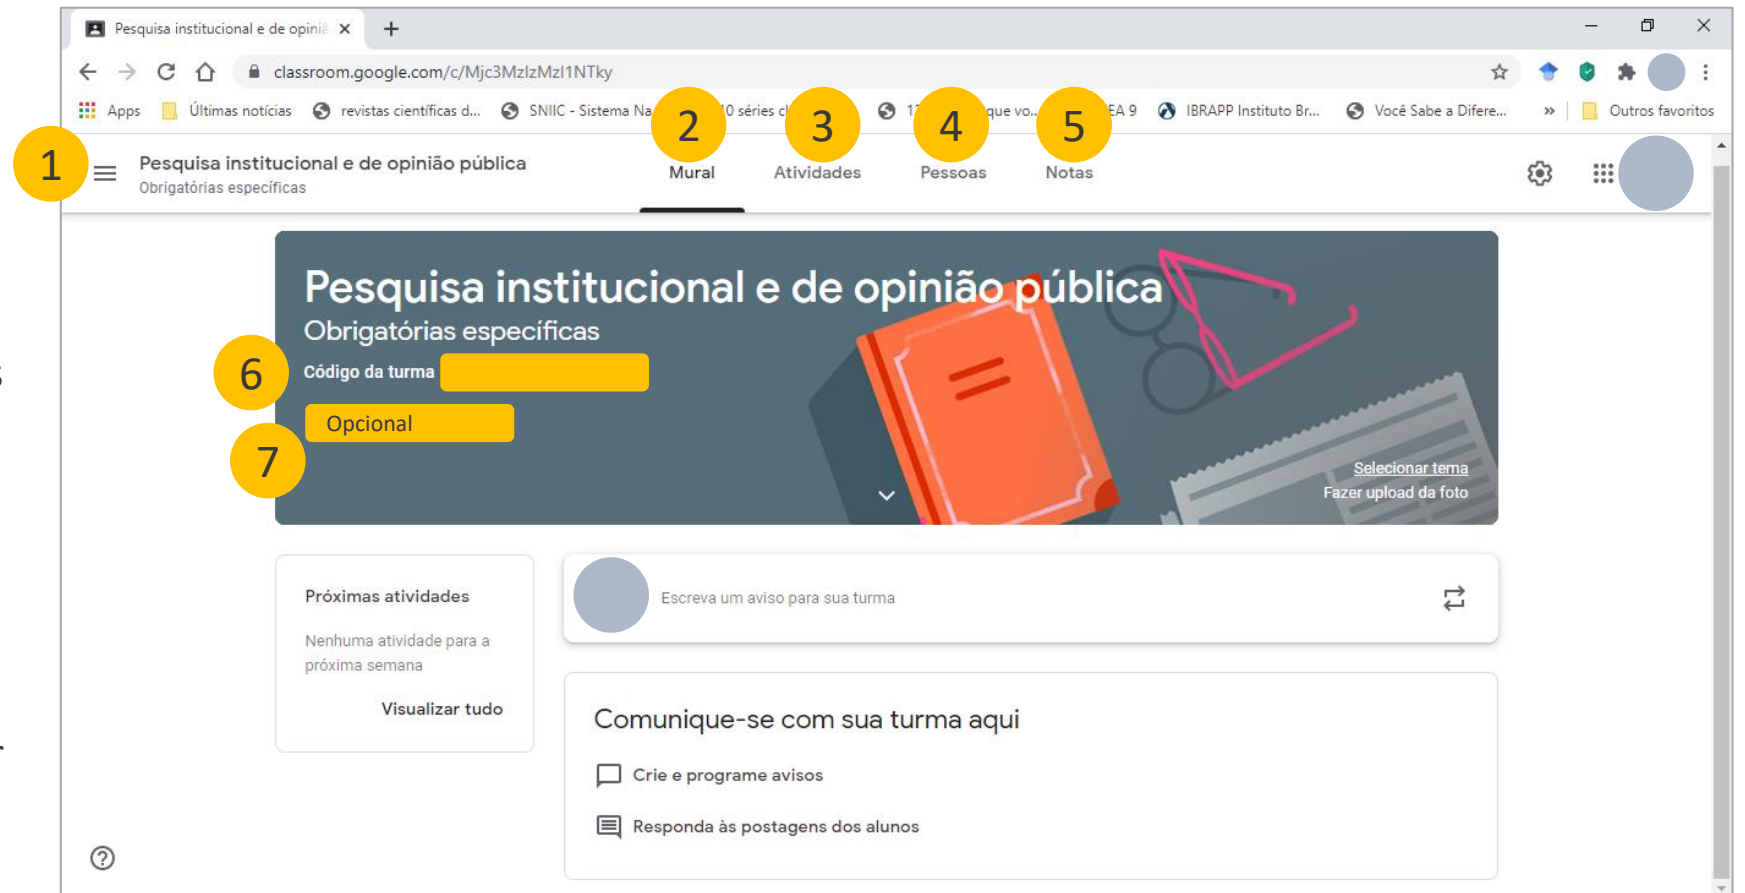 Pesquisa institucional e de opiniã
classroom.google.com/c/Mjc3MzIzMzI1NTky
Apps Últimas notícias revistas científicas d... SNIIC - Sistema Na 10 séries c 1 que vo.. EA 9 IBRAPP Instituto Br... Você Sabe a Difere... » Outros favoritos
1 2 3 4 5
Pesquisa institucional e de opinião pública
Obrigatórias específicas
Mural Atividades Pessoas Notas
Pesquisa institucional e de opinião pública
Obrigatórias específicas
6 Código da turma
Opcional
7
Selecionar tema
Fazer upload da foto
Próximas atividades
Nenhuma atividade para a
próxima semana
Visualizar tudo
Escreva um aviso para sua turma
Comunique-se com sua turma aqui
Crie e programe avisos
Responda às postagens dos alunos